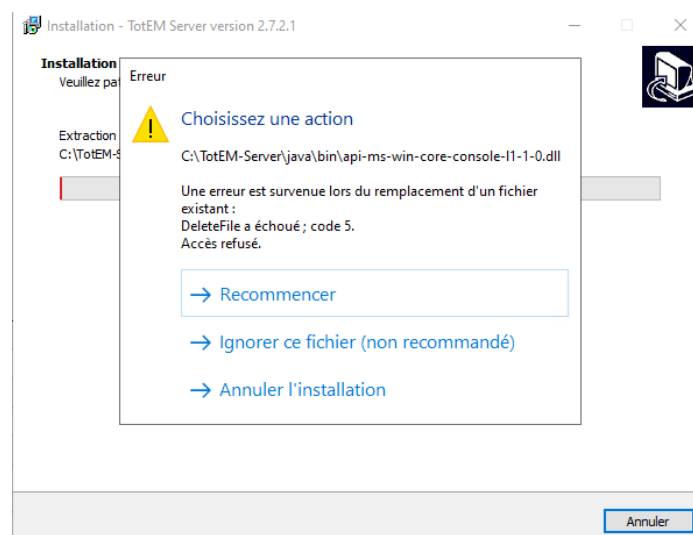 Installation - TotEM Server version 2.7.2.1
Installation
Veuillez pat
Extraction
C:\TotEM-S
Erreur
Choisissez une action
C:\TotEM-Server\java\bin\api-ms-win-core-console-l1-1-0.dll
Une erreur est survenue lors du remplacement d'un fichier
existant :
DeleteFile a échoué ; code 5.
Accès refusé.
→ Recommencer
→ Ignorer ce fichier (non recommandé)
→ Annuler l'installation
Annuler